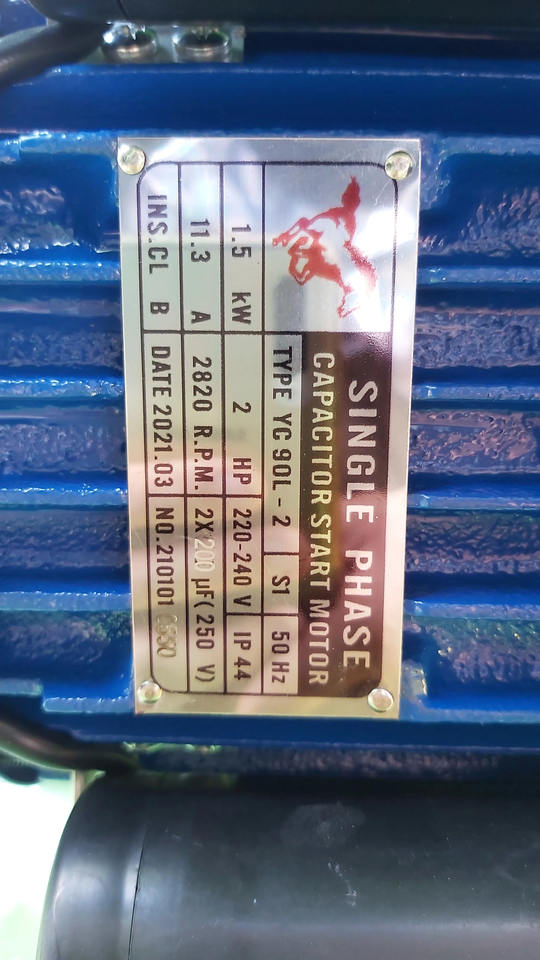 SINGLE PHASE
CAPACITOR START MOTOR
TYPE YC 90L - 2 S1 50 Hz
1.5 kW 2 HP 220-240 V IP 44
11.3 A 2820 R.P.M. 2X 200 μF( 250 V)
INS.CL B DATE 2021.03 NO.210101